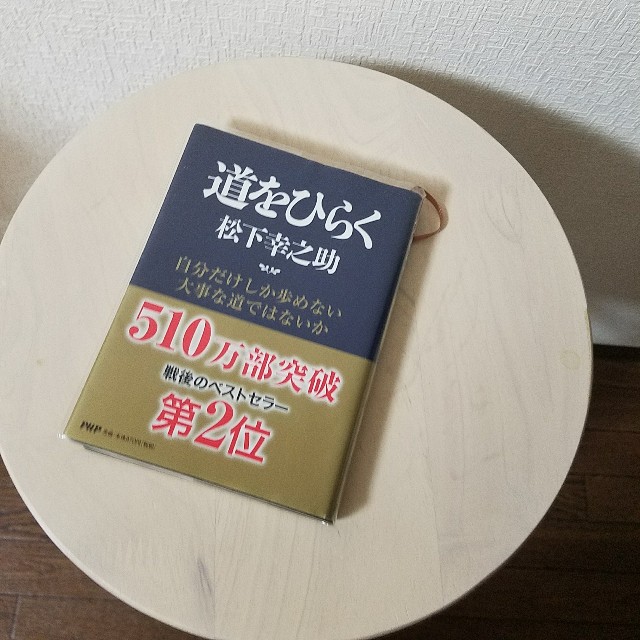 道をひらく
松下幸之助
自分だけしか歩めない
大事な道ではないか
510万部突破
戦後のベストセラー
第2位
PHP